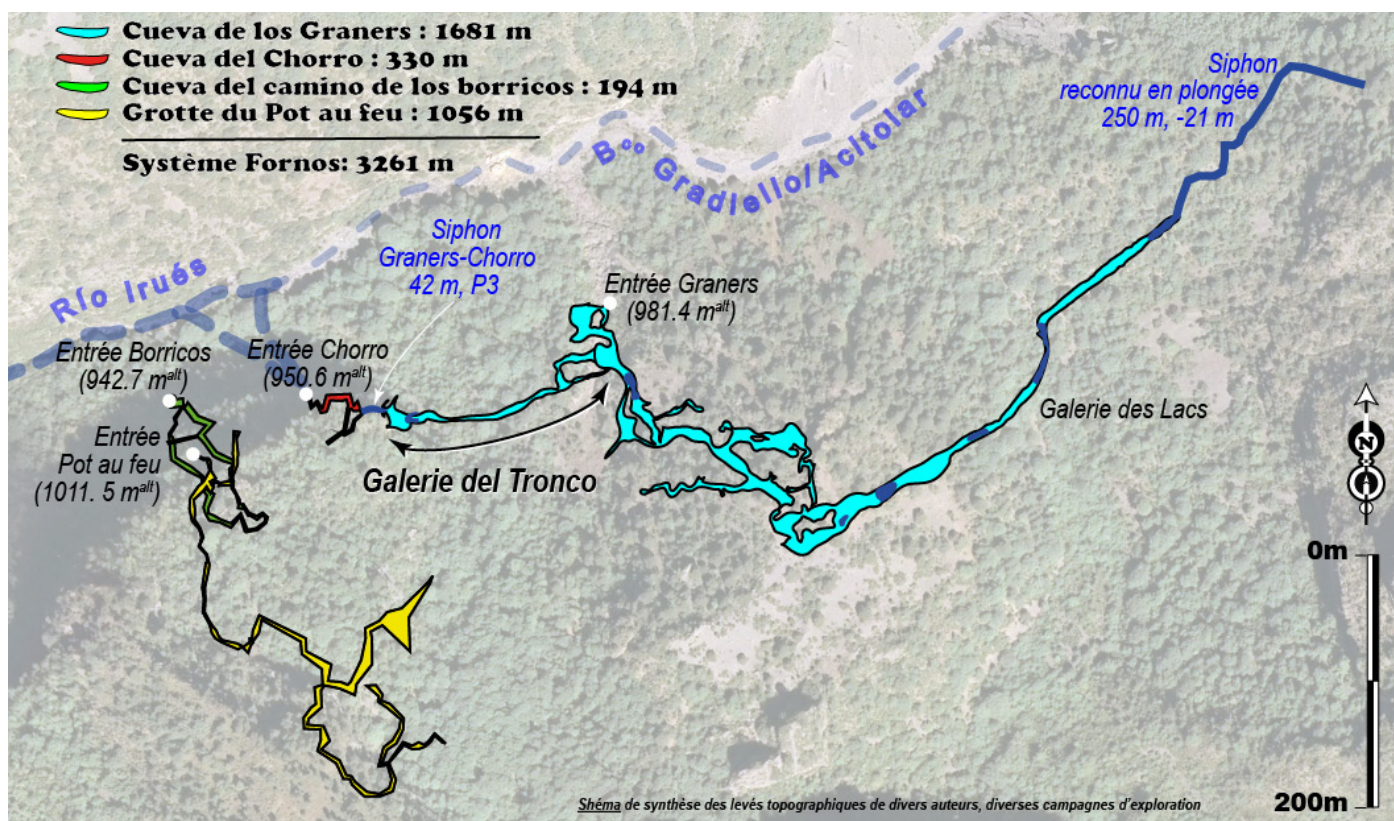 Cueva de los Graners : 1681 m
Cueva del Chorro : 330 m
Cueva del camino de los borricos : 194 m
Grotte du Pot au feu : 1056 m
Système Fornos: 3261 m
Siphon
reconnu en plongée
250 m, -21 m
Bco Gradiello/Acitolar
Río Irués
Siphon
Graners-Chorro
42 m, P3
Entrée Graners
(981.4 malt)
Entrée Borricos
(942.7 malt)
Entrée Chorro
(950.6 malt)
Entrée
Pot au feu
(1011. 5 malt)
Galerie del Tronco
Galerie des Lacs
N
0m
200m
Shéma de synthèse des levés topographiques de divers auteurs, diverses campagnes d'exploration